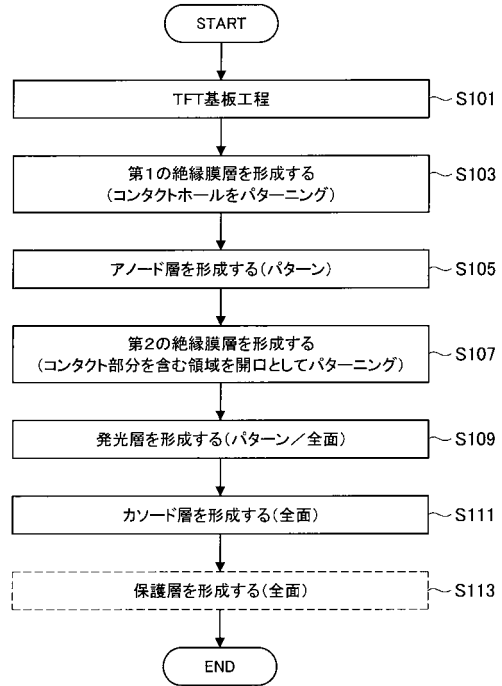 START
TFT基板工程
S101
第1の絶縁膜層を形成する
(コンタクトホールをパターニング)
S103
アノード層を形成する(パターン)
S105
第2の絶縁膜層を形成する
(コンタクト部分を含む領域を開口としてパターニング)
S107
発光層を形成する(パターン/全面)
S109
カソード層を形成する(全面)
S111
保護層を形成する(全面)
S113
END